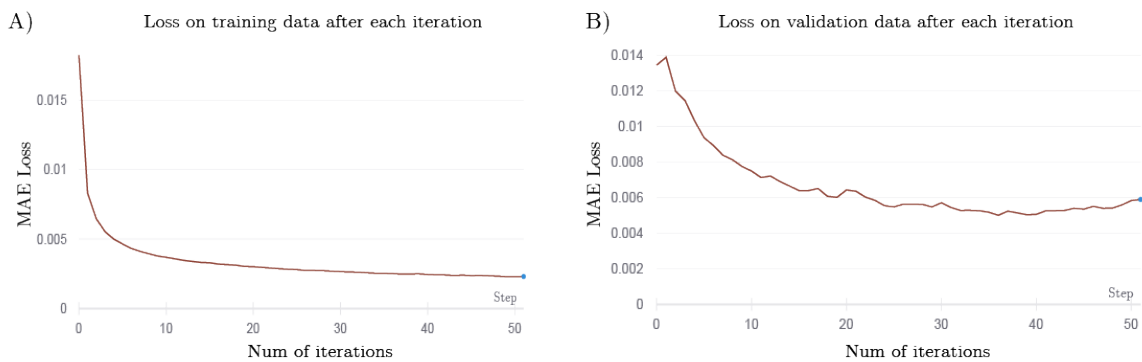 A) Loss on training data after each iteration
MAE Loss
0.015
0.01
0.005
0
Step
0 10 20 30 40 50
Num of iterations
B) Loss on validation data after each iteration
MAE Loss
0.014
0.012
0.01
0.008
0.006
0.004
0.002
0
Step
0 10 20 30 40 50
Num of iterations